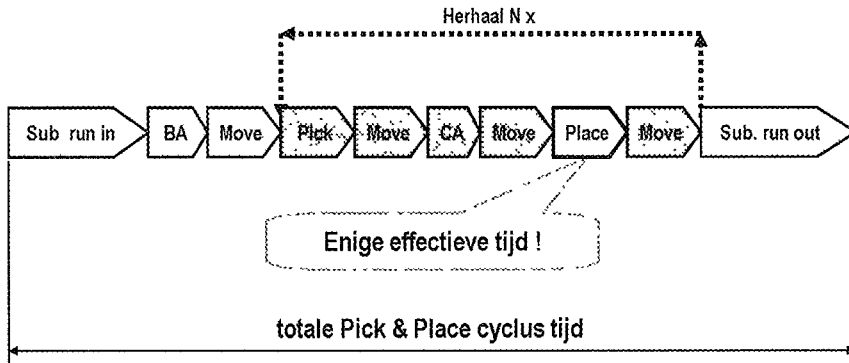 Herhaal N x
Sub run in BA Move Pick Move CA Move Place Move Sub. run out
Enige effectieve tijd !
totale Pick & Place cyclus tijd